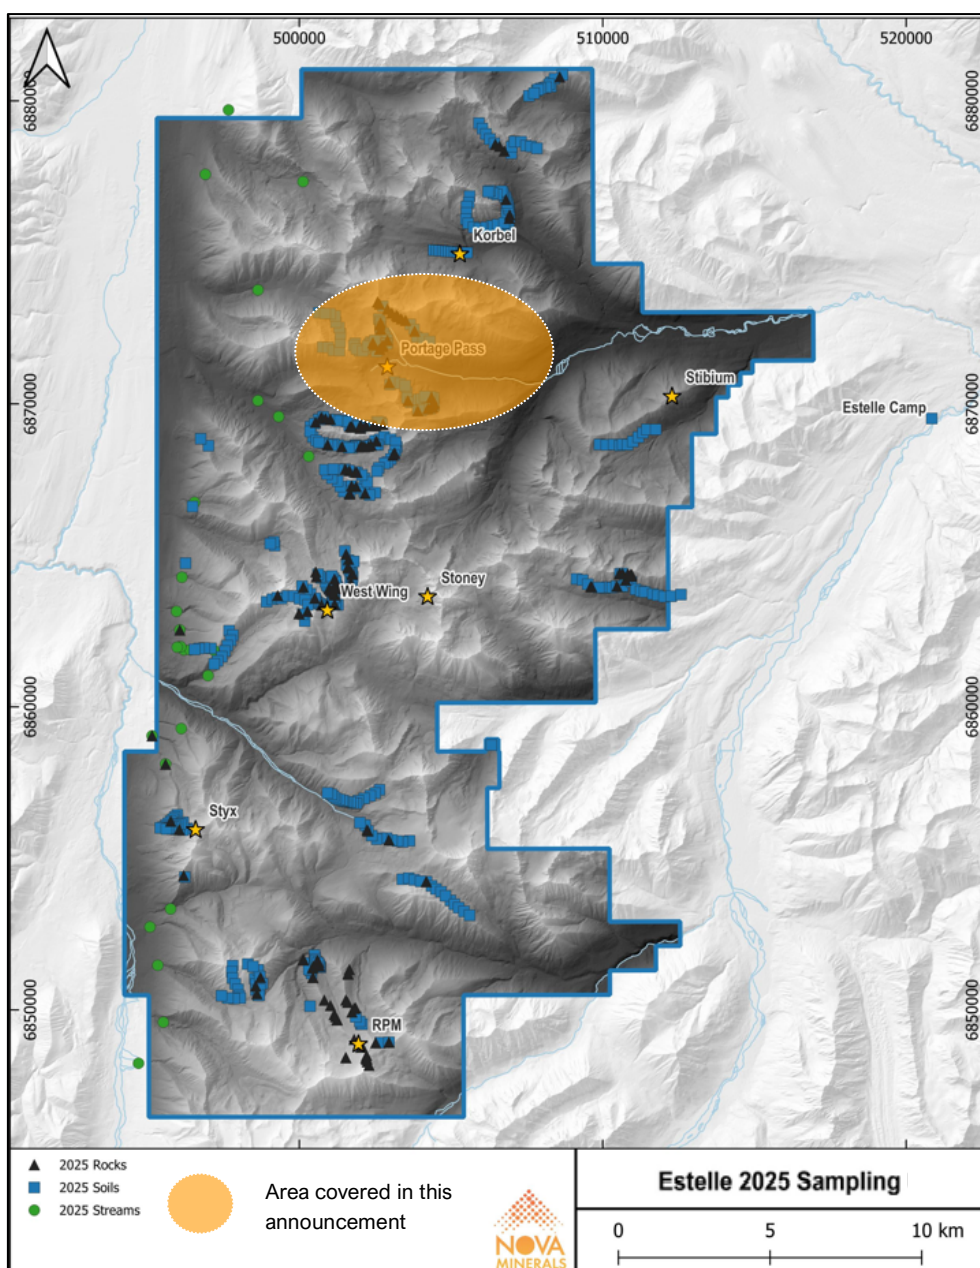 500000
510000
520000
6880000
6880000
Korbel
Portage Pass
Stibium
6870000
6870000
Estelle Camp
West Wing
Stoney
6860000
6860000
Styx
6850000
6850000
RPM
2025 Rocks
2025 Soils
2025 Streams
Area covered in this
announcement
NOVA
MINERALS
Estelle 2025 Sampling
0
5
10 km